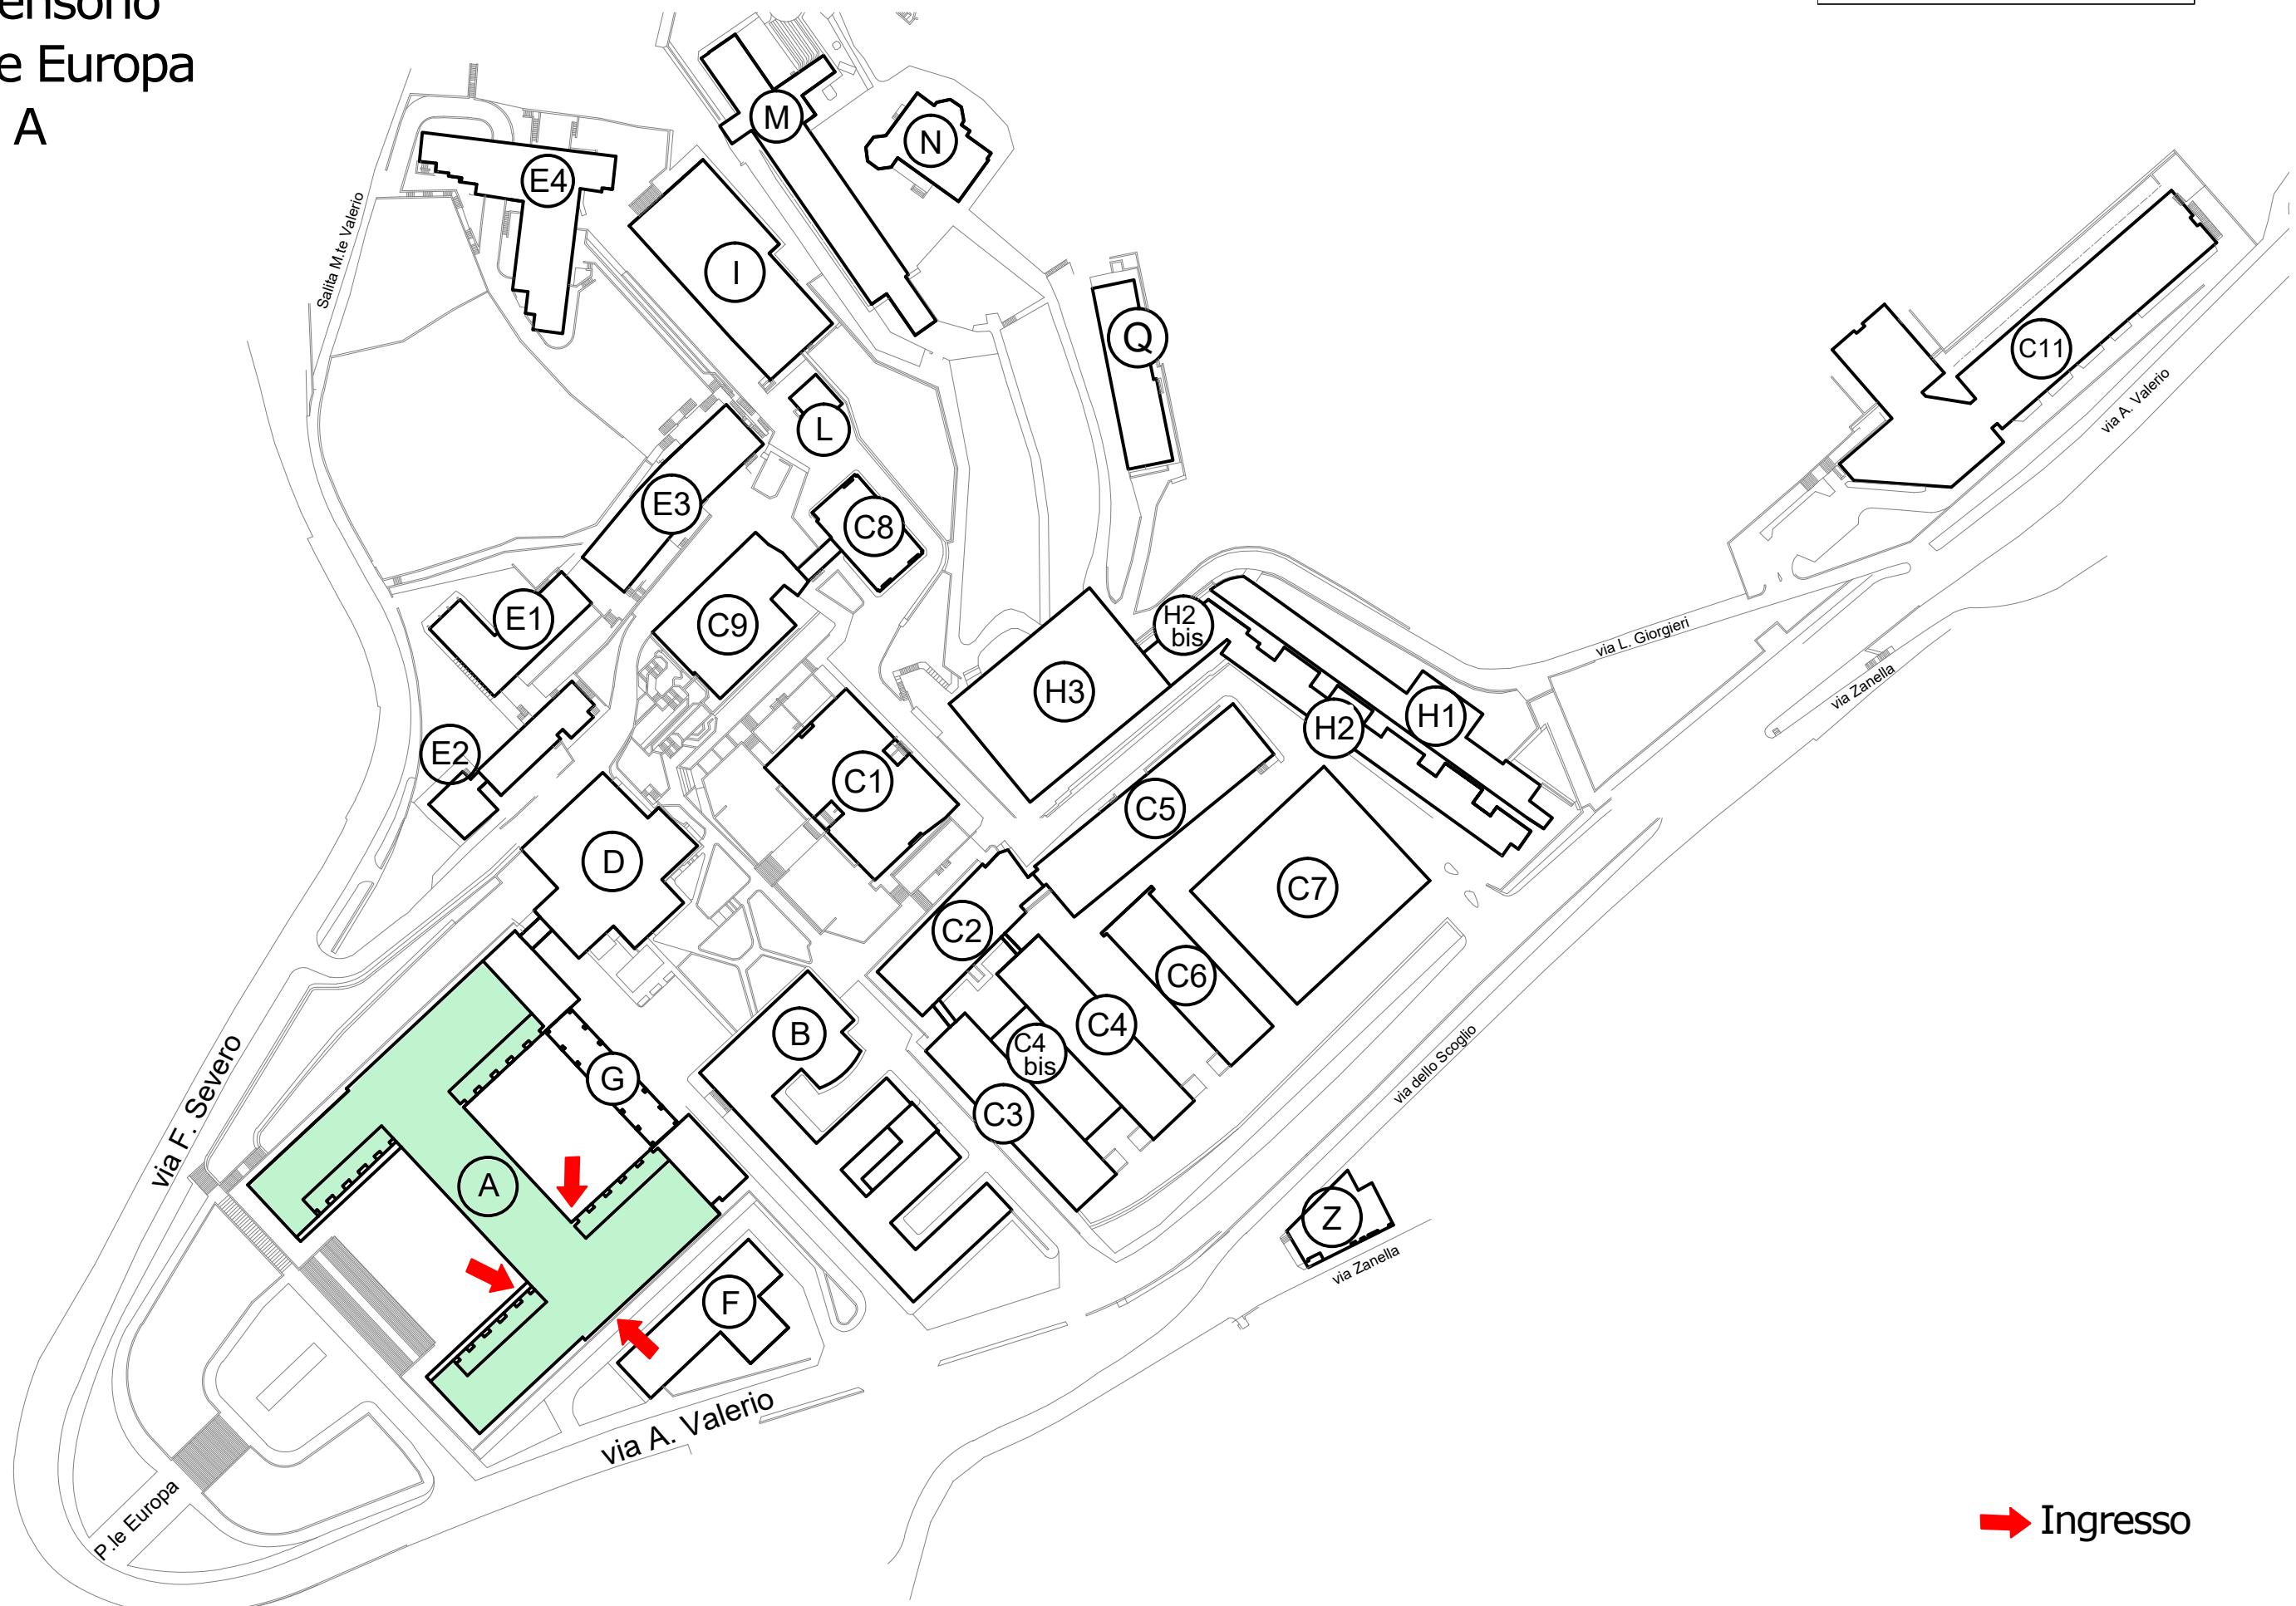 e Europa
A
M
N
E4
Salita M.te Valerio
I
Q
C11
via A. Valerio
L
E3
C8
E1
C9
H2
bis
via L. Giorgieri
H3
via Zanella
H1
H2
E2
C1
C5
D
C7
C2
C6
B
C4
C4
bis
G
via F. Severo
via dello Scoglio
C3
A
Z
via Zanella
F
via A. Valerio
P.le Europa
Ingresso